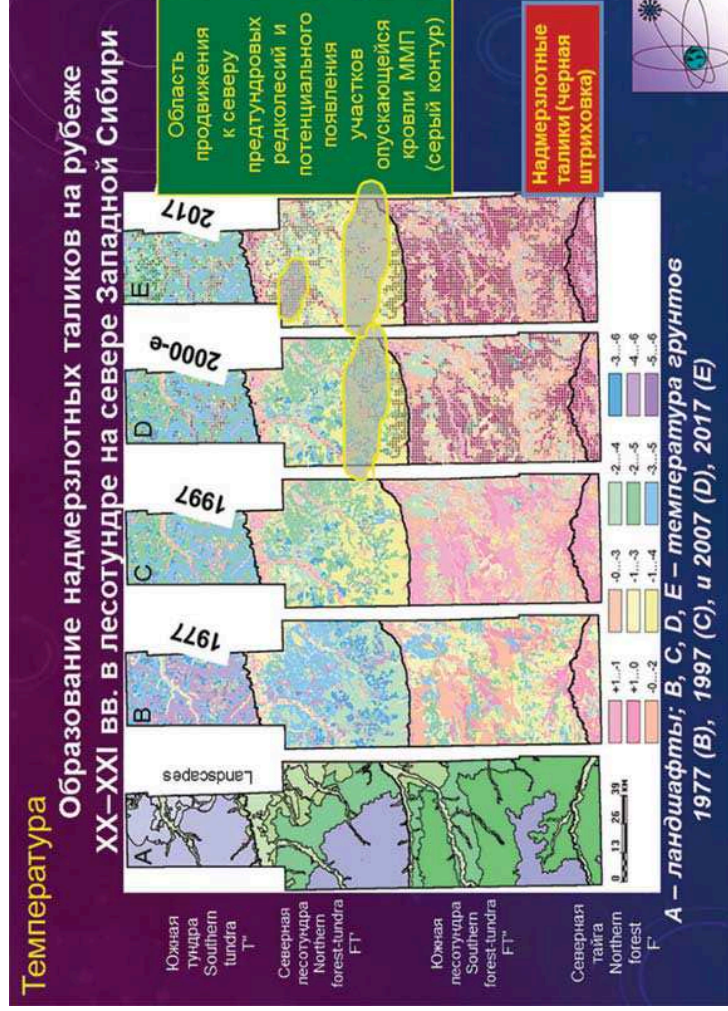 Температура
Образование надмерзлотных таликов на рубеже
XX–XXI вв. в лесотундре на севере Западной Сибири
Южная
тундра
Southern
tundra
T"
Северная
лесотундра
Northern
forest-tundra
FT'
Южная
лесотундра
Southern
forest-tundra
FT"
Северная
тайга
Northern
forest
F'
A
Landscapes
0 13 26 39 км
B
1977
C
1997
D
2000-е
E
2017
+1...-1
+1...0
-0...-2
-0...-3
-1...-3
-1...-4
-2...-4
-2...-5
-3...-5
-3...-6
-4...-6
-5...-6
Область
продвижения
к северу
предтундровых
редколесий и
потенциального
появления
участков
опускающейся
кровли ММП
(серый контур)
Надмерзлотные
талики (черная
штриховка)
А – ландшафты; B, C, D, E – температура грунтов
1977 (B), 1997 (C), и 2007 (D), 2017 (E)